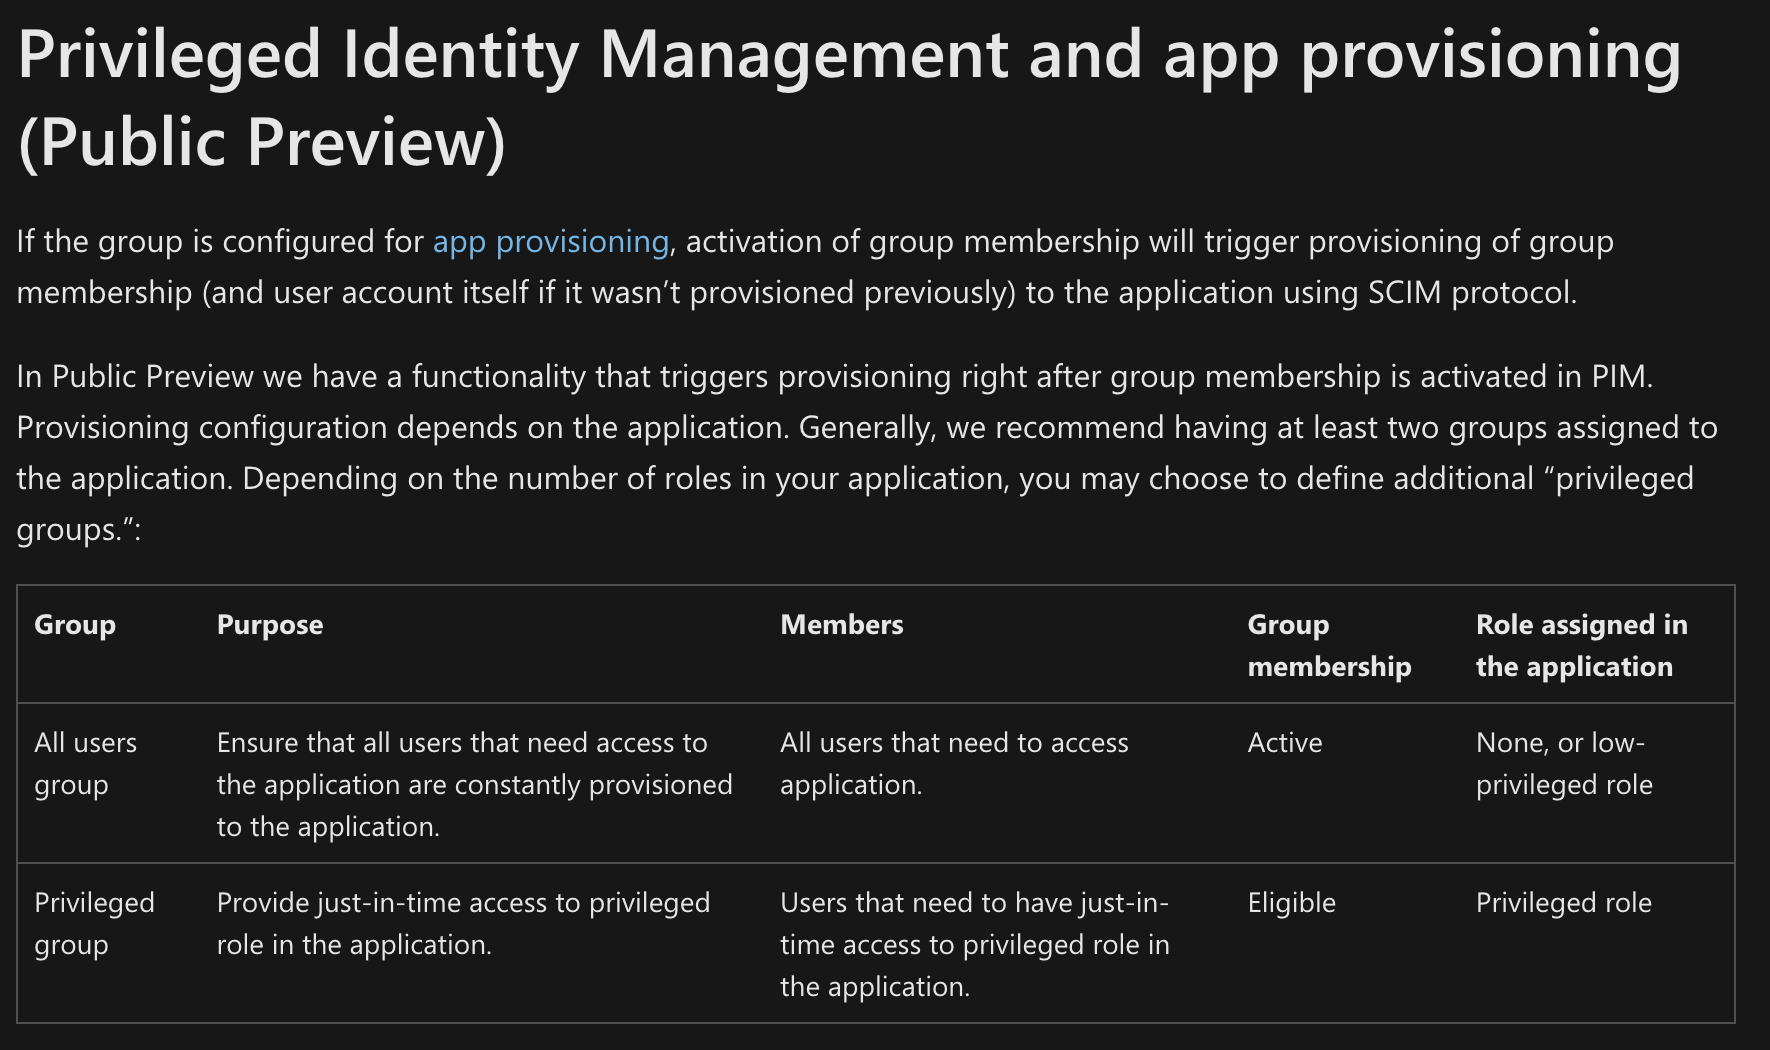 Privileged Identity Management and app provisioning
(Public Preview)
If the group is configured for app provisioning, activation of group membership will trigger provisioning of group
membership (and user account itself if it wasn’t provisioned previously) to the application using SCIM protocol.
In Public Preview we have a functionality that triggers provisioning right after group membership is activated in PIM.
Provisioning configuration depends on the application. Generally, we recommend having at least two groups assigned to
the application. Depending on the number of roles in your application, you may choose to define additional “privileged
groups.”:
Group
Purpose
Members
Group
membership
Role assigned in
the application
All users
group
Ensure that all users that need access to
the application are constantly provisioned
to the application.
All users that need to access
application.
Active
None, or low-
privileged role
Privileged
group
Provide just-in-time access to privileged
role in the application.
Users that need to have just-in-
time access to privileged role in
the application.
Eligible
Privileged role